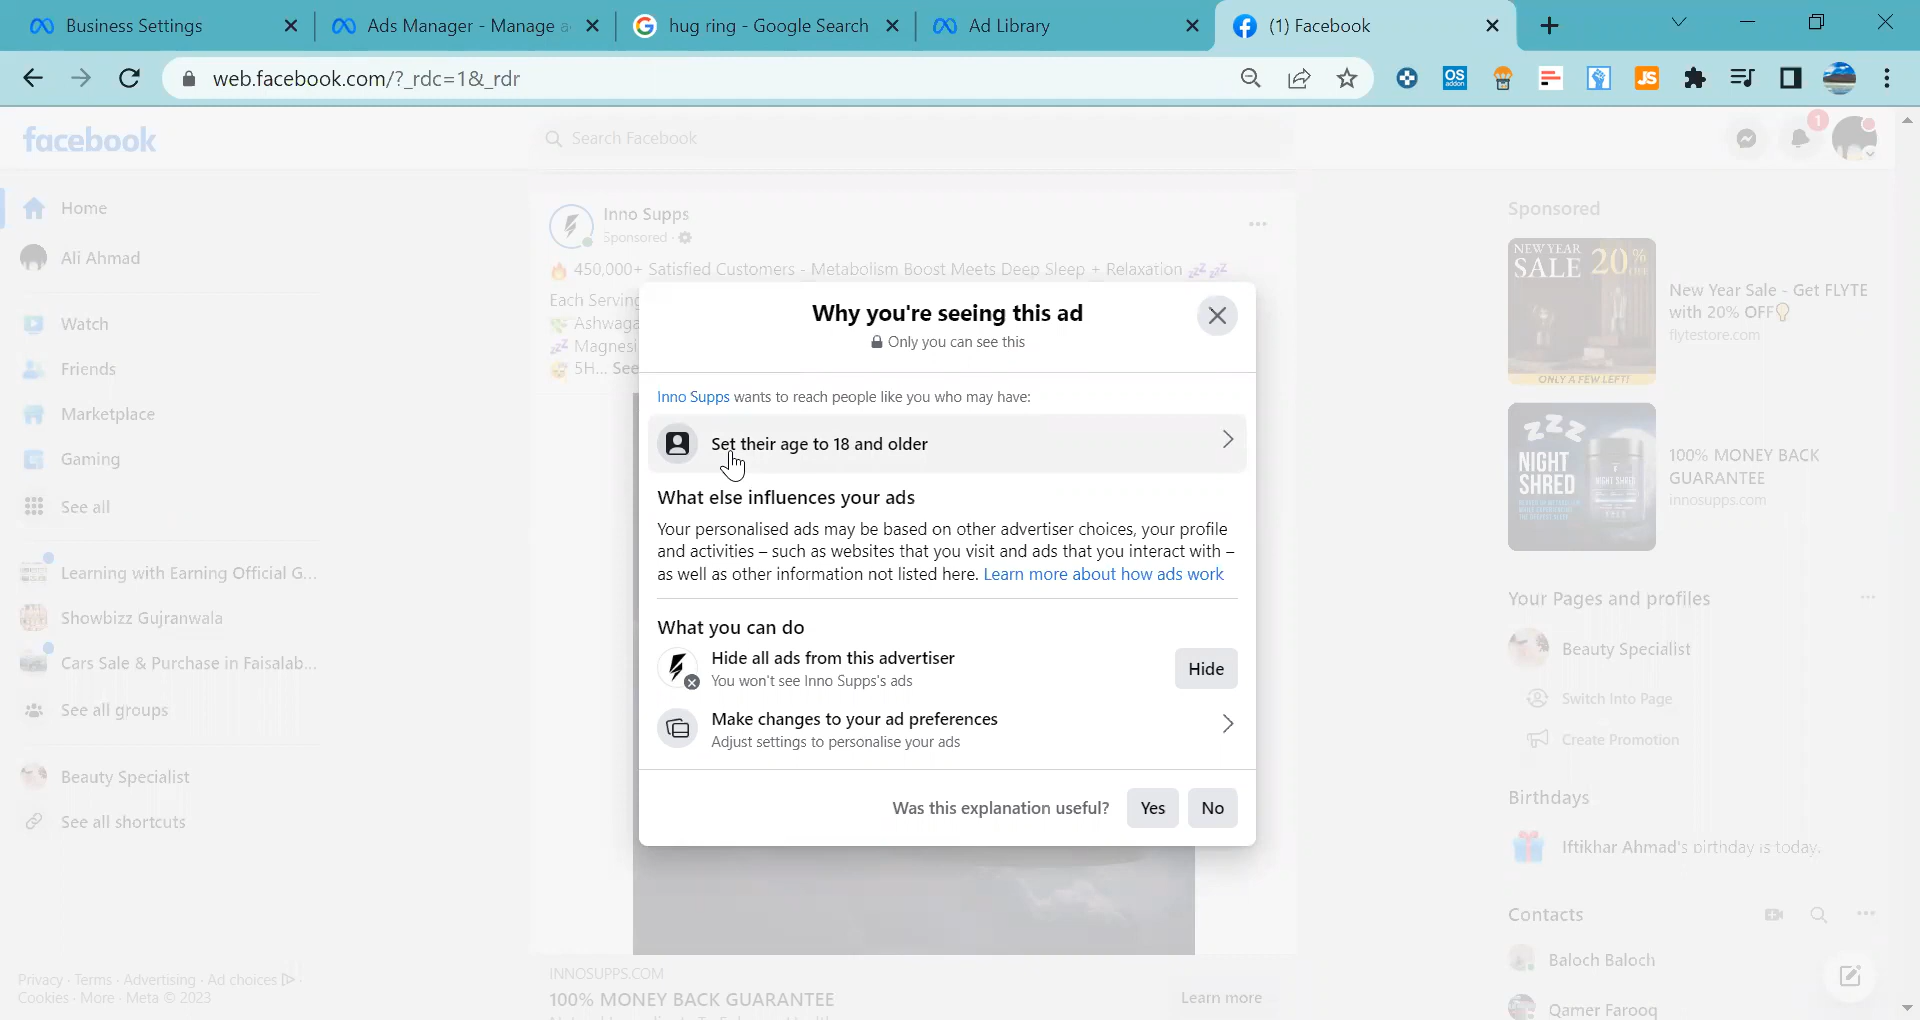 Business Settings
Ads Manager - Manage a
hug ring - Google Search
Ad Library
(1) Facebook
web.facebook.com/?_rdc=1&_rdr
OS
addon
JS
facebook
Search Facebook
1
Home
Ali Ahmad
Watch
Friends
Marketplace
Gaming
See all
Learning with Earning Official G...
Showbizz Gujranwala
Cars Sale & Purchase in Faisalab...
See all groups
Beauty Specialist
See all shortcuts
Privacy · Terms · Advertising · Ad choices
Cookies · More · Meta © 2023
Inno Supps
Sponsored ·
450,000+ Satisfied Customers - Metabolism Boost Meets Deep Sleep + Relaxation
Each Serving
Ashwaga
Magnesi
5H... See
Why you're seeing this ad
Only you can see this
Inno Supps wants to reach people like you who may have:
Set their age to 18 and older
What else influences your ads
Your personalised ads may be based on other advertiser choices, your profile
and activities – such as websites that you visit and ads that you interact with –
as well as other information not listed here. Learn more about how ads work
What you can do
Hide all ads from this advertiser
You won't see Inno Supps's ads
Hide
Make changes to your ad preferences
Adjust settings to personalise your ads
Was this explanation useful?
Yes
No
INNOSUPPS.COM
100% MONEY BACK GUARANTEE
Learn more
Sponsored
NEW YEAR
SALE 20%
OFF
ONLY A FEW LEFT!
New Year Sale - Get FLYTE
with 20% OFF
flytestore.com
ZZZ
NIGHT
SHRED
NIGHT SHRED
100% MONEY BACK
GUARANTEE
innosupps.com
Your Pages and profiles
Beauty Specialist
Switch Into Page
Create Promotion
Birthdays
Iftikhar Ahmad's birthday is today.
Contacts
Baloch Baloch
Qamer Farooq